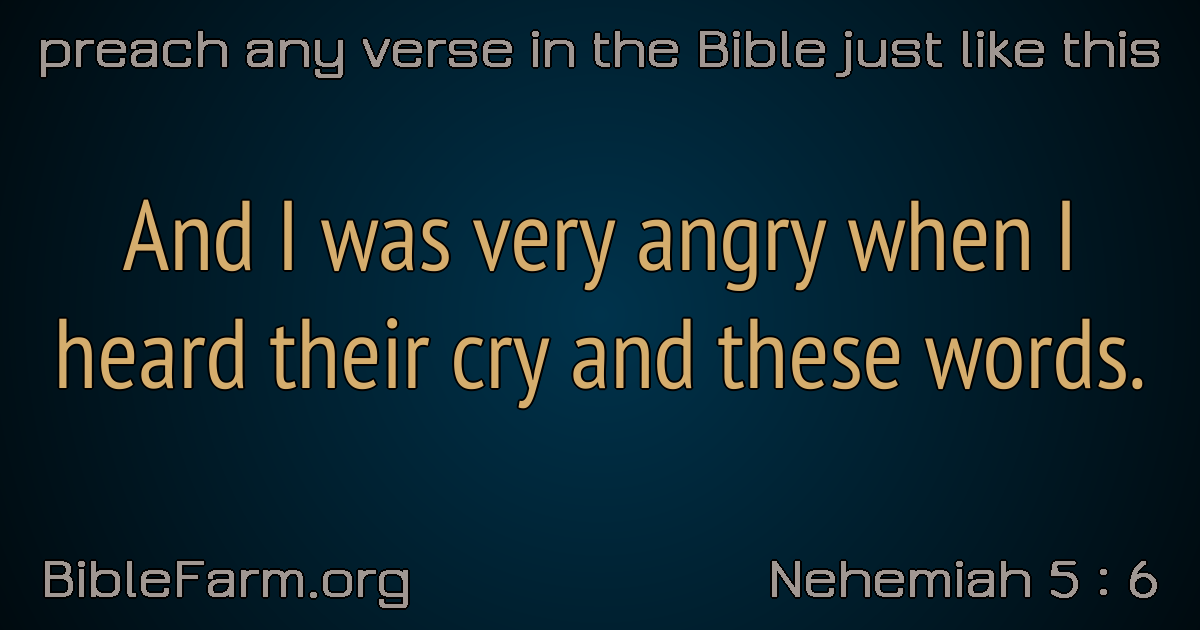 preach any verse in the Bible just like this
And I was very angry when I
heard their cry and these words.
BibleFarm.org
Nehemiah 5 : 6